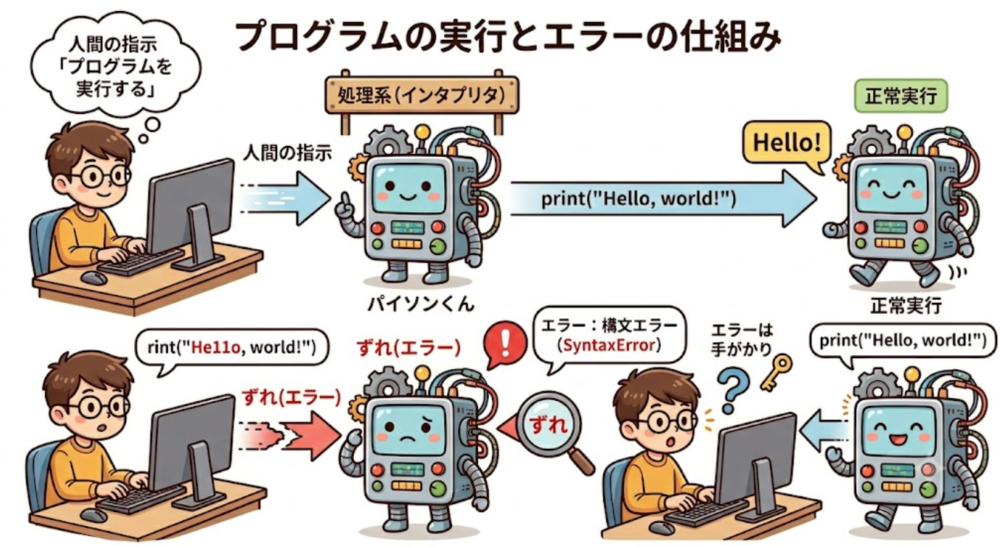 プログラムの実行とエラーの仕組み
人間の指示
「プログラムを
実行する」
人間の指示
処理系（インタプリタ）
パイソンくん
print("Hello, world!")
Hello!
正常実行
正常実行
rint("He11o, world!")
ずれ(エラー)
ずれ(エラー)
!
エラー：構文エラー
（SyntaxError）
ずれ
エラーは
手がかり
?
print("Hello, world!")